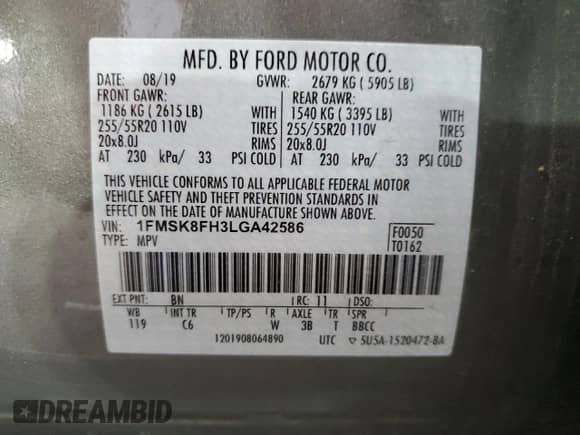 MFD. BY FORD MOTOR CO.
DATE: 08/19 GVWR: 2679 KG ( 5905 LB)
FRONT GAWR: REAR GAWR:
1186 KG ( 2615 LB) WITH 1540 KG ( 3395 LB) WITH
255/55R20 110V TIRES 255/55R20 110V TIRES
20x8.0J RIMS 20x8.0J RIMS
AT 230 kPa/ 33 PSI COLD AT 230 kPa/ 33 PSI COLD
THIS VEHICLE CONFORMS TO ALL APPLICABLE FEDERAL MOTOR
VEHICLE SAFETY AND THEFT PREVENTION STANDARDS IN
EFFECT ON THE DATE OF MANUFACTURE SHOWN ABOVE.
VIN: 1FMSK8FH3LGA42586 F0050
TYPE: MPV T0162
EXT PNT: BN RC: 11 DSO:
WB INT TR TP/PS R AXLE TR SPR
119 C6 W 3B T BBCC
1201908064890 UTC ▽ 5U5A-1520472-BA
DREAMBID